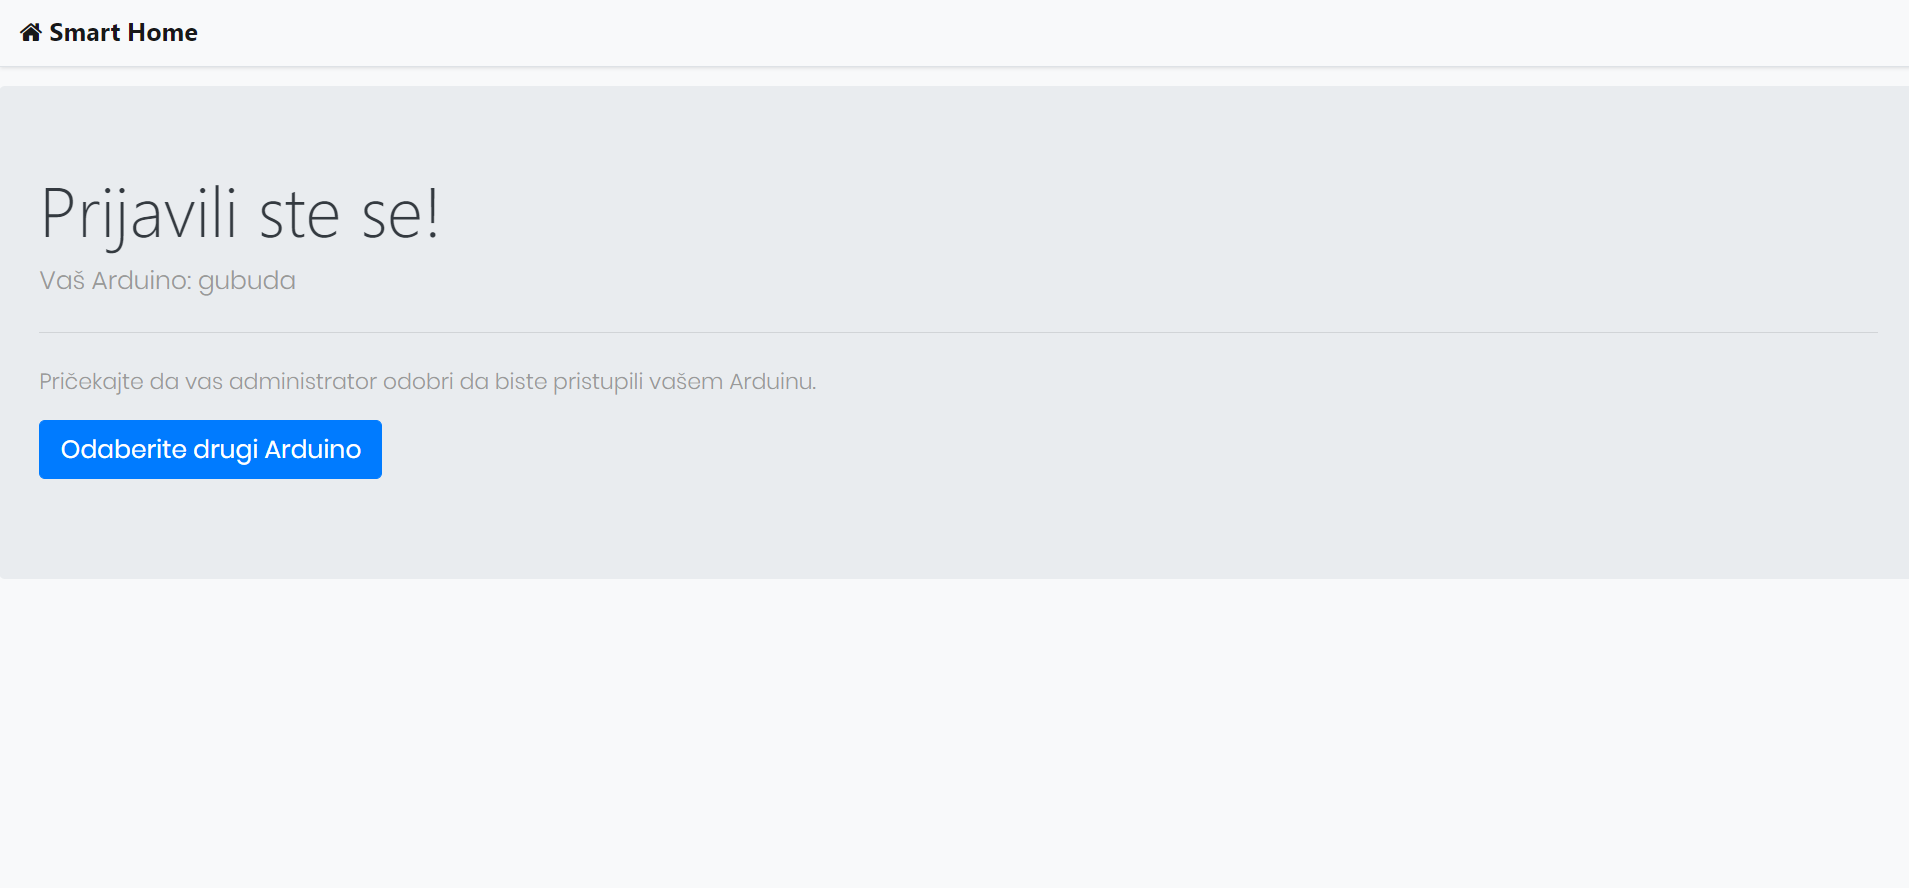 Smart Home
Prijavili ste se!
Vaš Arduino: gubuda
Pričekajte da vas administrator odobri da biste pristupili vašem Arduinu.
Odaberite drugi Arduino